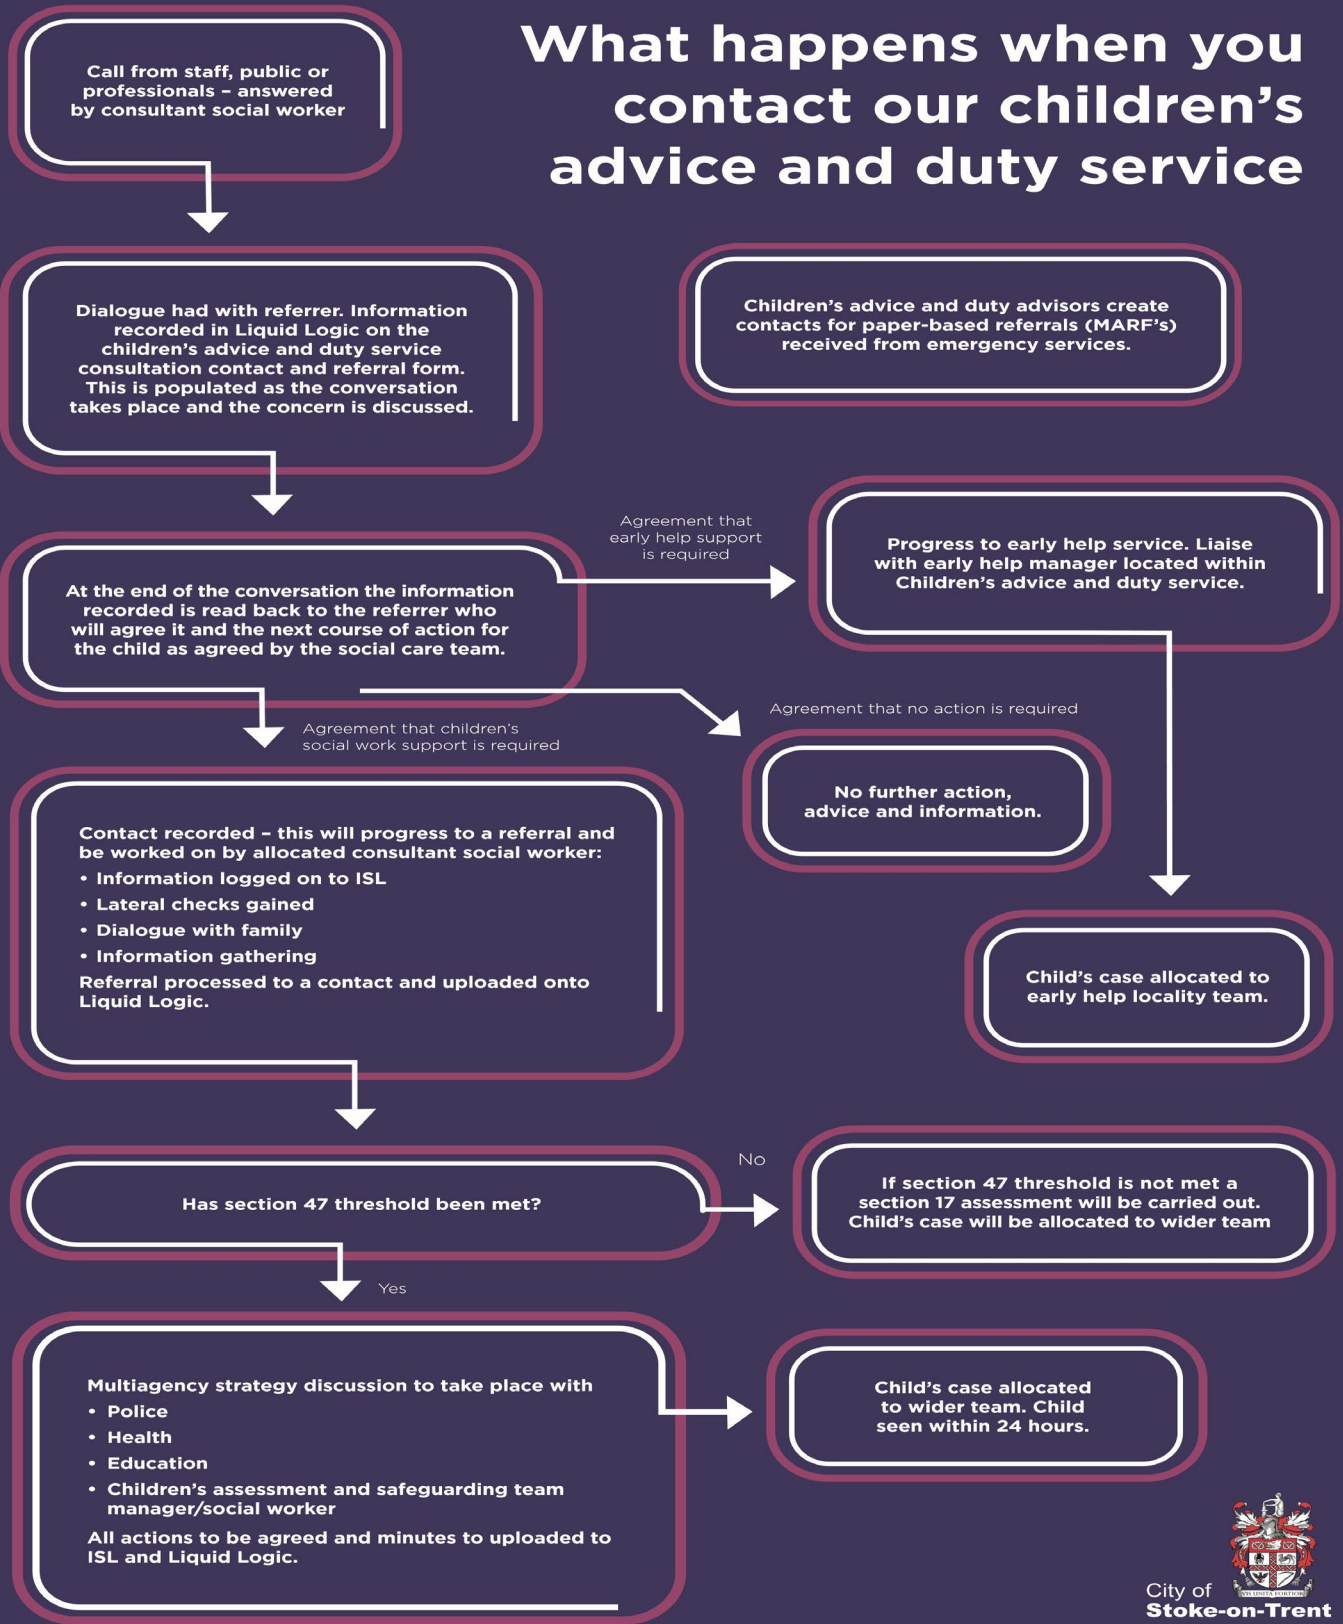 What happens when you
contact our children's
advice and duty service
Call from staff, public or
professionals – answered
by consultant social worker
Dialogue had with referrer. Information
recorded in Liquid Logic on the
children's advice and duty service
consultation contact and referral form.
This is populated as the conversation
takes place and the concern is discussed.
Children's advice and duty advisors create
contacts for paper-based referrals (MARF's)
received from emergency services.
At the end of the conversation the information
recorded is read back to the referrer who
will agree it and the next course of action for
the child as agreed by the social care team.
Agreement that
early help support
is required
Progress to early help service. Liaise
with early help manager located within
Children's advice and duty service.
Agreement that children's
social work support is required
Agreement that no action is required
No further action,
advice and information.
Contact recorded – this will progress to a referral and
be worked on by allocated consultant social worker:
• Information logged on to ISL
• Lateral checks gained
• Dialogue with family
• Information gathering
Referral processed to a contact and uploaded onto
Liquid Logic.
Child's case allocated to
early help locality team.
Has section 47 threshold been met?
No
If section 47 threshold is not met a
section 17 assessment will be carried out.
Child's case will be allocated to wider team
Yes
Multiagency strategy discussion to take place with
• Police
• Health
• Education
• Children's assessment and safeguarding team
manager/social worker
All actions to be agreed and minutes to uploaded to
ISL and Liquid Logic.
Child's case allocated
to wider team. Child
seen within 24 hours.
VIS UNITA FORTIOR
City of
Stoke-on-Trent